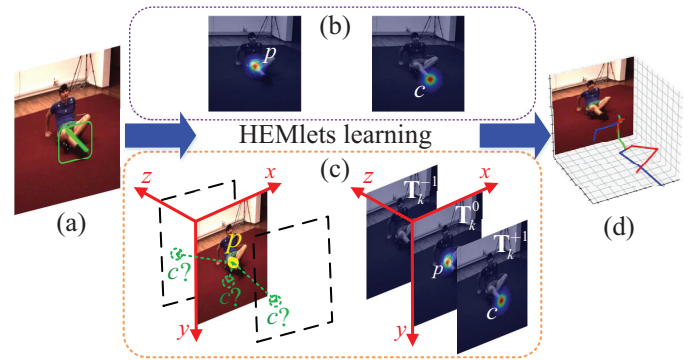 (b)
p
c
HEMlets learning
(a)
(c)
(d)
z
x
p
c?
c?
c?
y
T_k^{-1}
T_k^0
T_k^{+1}
p
c
z
x
y